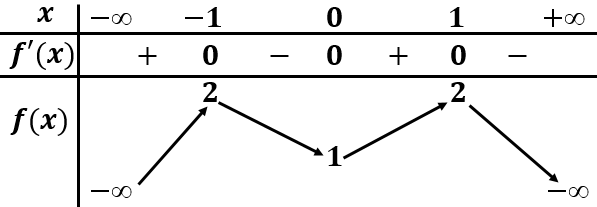 x −∞ −1 0 1 +∞
f′(x) + 0 − 0 + 0 −
2 2
f(x)
1
−∞ −∞